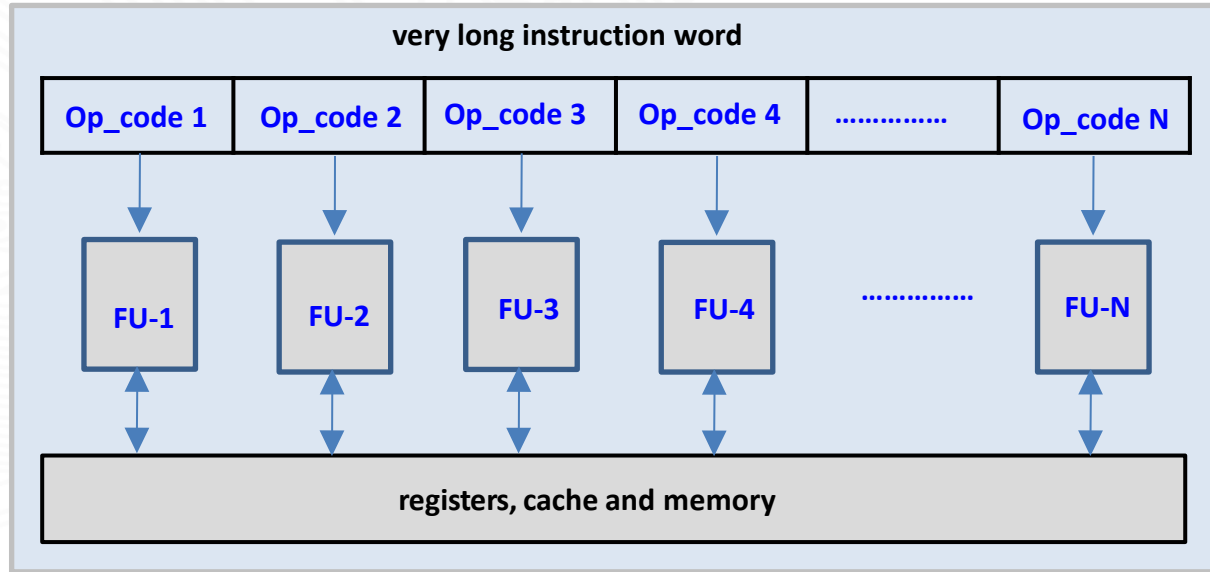 very long instruction word
Op_code 1 Op_code 2 Op_code 3 Op_code 4 …………… Op_code N
FU-1 FU-2 FU-3 FU-4 …………… FU-N
registers, cache and memory